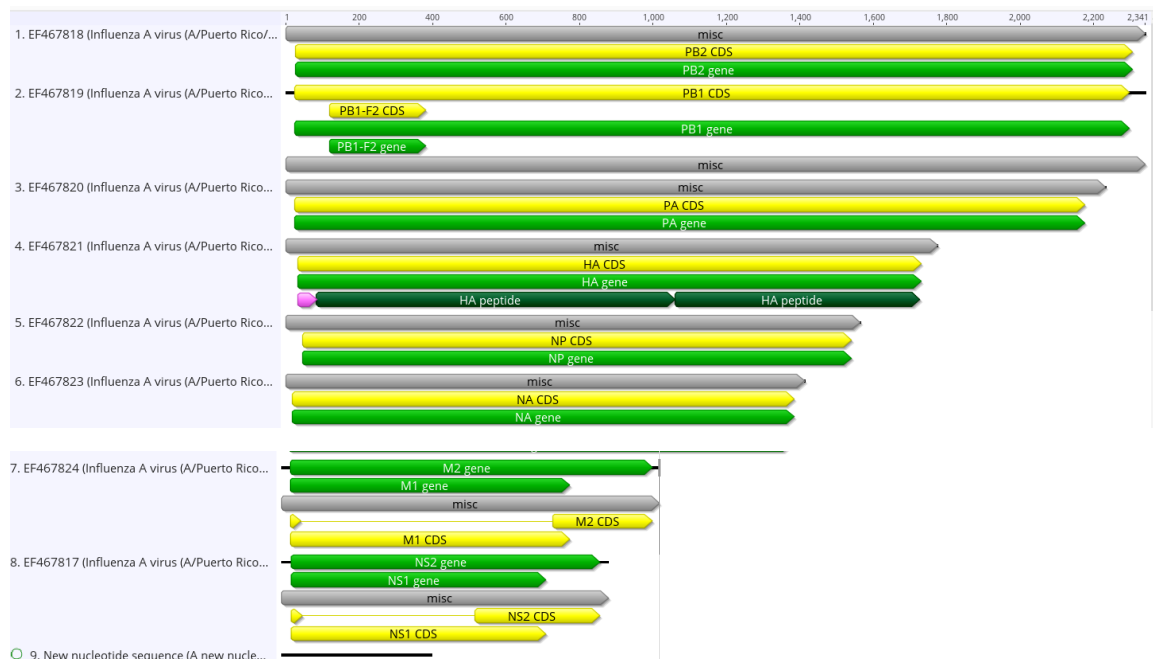 1 200 400 600 800 1,000 1,200 1,400 1,600 1,800 2,000 2,200 2,341
1. EF467818 (Influenza A virus (A/Puerto Rico/... misc
PB2 CDS
PB2 gene
2. EF467819 (Influenza A virus (A/Puerto Rico... PB1 CDS
PB1-F2 CDS
PB1 gene
PB1-F2 gene
misc
3. EF467820 (Influenza A virus (A/Puerto Rico... misc
PA CDS
PA gene
4. EF467821 (Influenza A virus (A/Puerto Rico... misc
HA CDS
HA gene
HA peptide HA peptide
5. EF467822 (Influenza A virus (A/Puerto Rico... misc
NP CDS
NP gene
6. EF467823 (Influenza A virus (A/Puerto Rico... misc
NA CDS
NA gene
7. EF467824 (Influenza A virus (A/Puerto Rico... M2 gene
M1 gene
misc
M2 CDS
M1 CDS
8. EF467817 (Influenza A virus (A/Puerto Rico... NS2 gene
NS1 gene
misc
NS2 CDS
NS1 CDS
9. New nucleotide sequence (A new nucle...